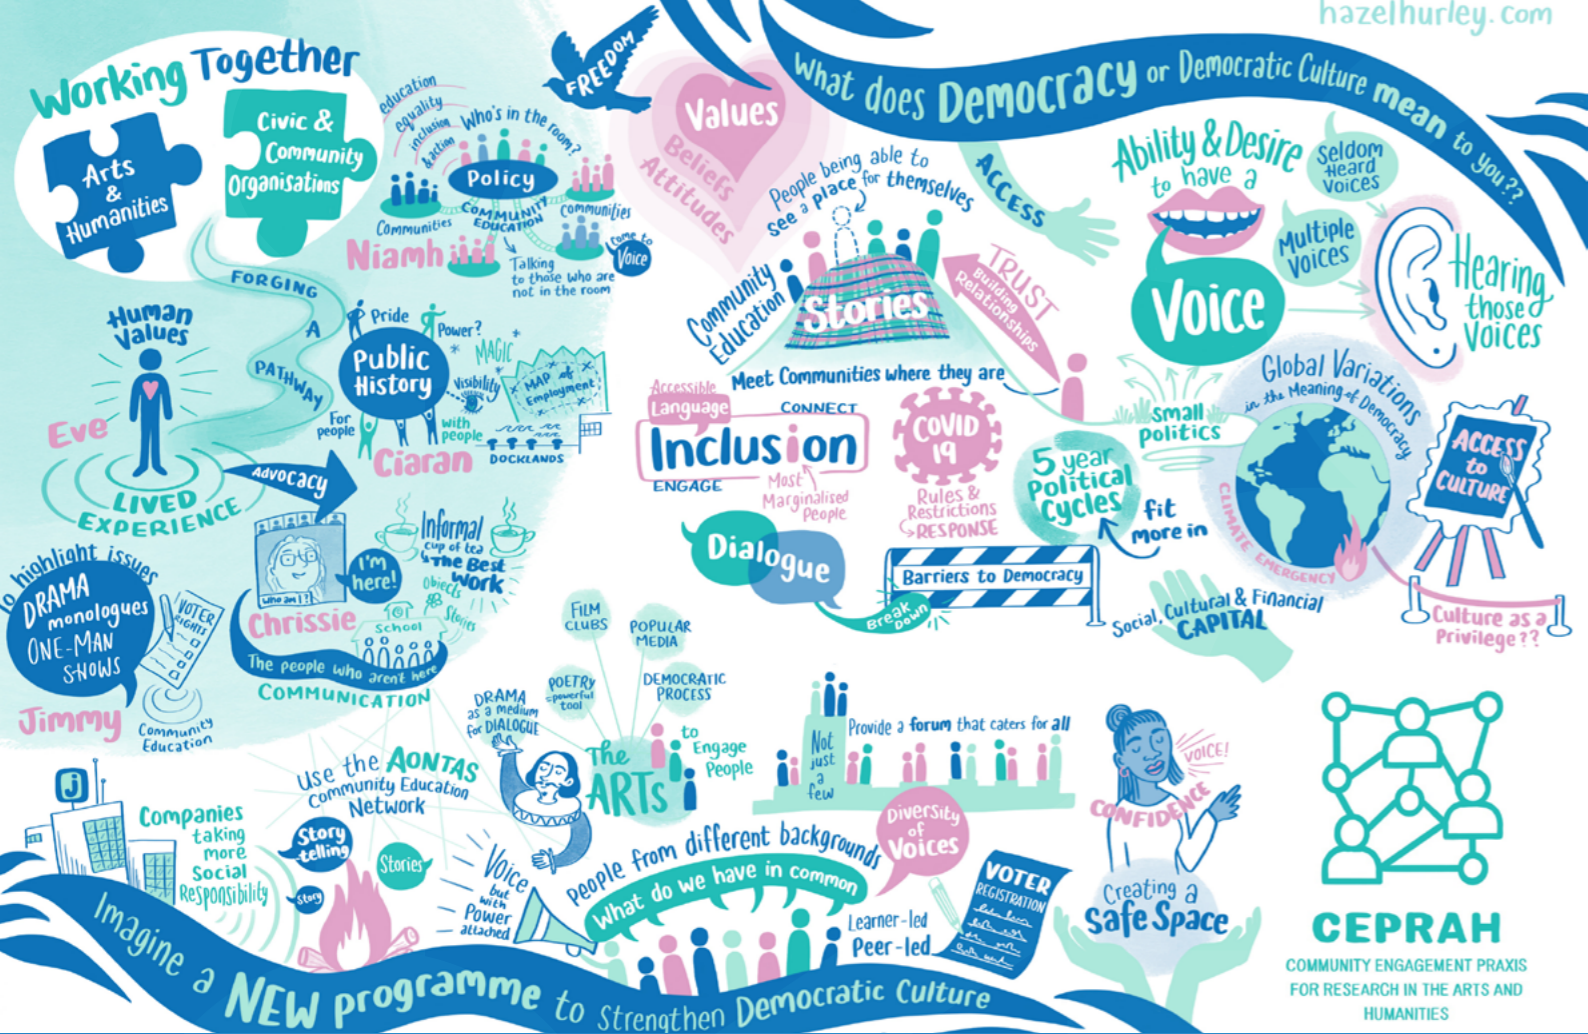 hazelhurley.com
Working Together
Arts
&
Humanities
Civic &
Community
Organisations
FORGING
A
PATHWAY
education
equality
inclusion
& action
Who's in the room?
Policy
COMMUNITY
EDUCATION
Communities
Communities
Niamh
Talking
to those who are
not in the room
come to
Voice
FREEDOM
Values
Beliefs
Attitudes
What does Democracy or Democratic Culture mean to you??
Human
Values
Eve
LIVED
EXPERIENCE
ADVOCACY
Pride
Power?
MAGIC
Public
History
Visibility
MAP of
Employment
For
people
with
people
Ciaran
DOCKLANDS
Who am I?
I'm
here!
Chrissie
Informal
cup of tea
The Best
Work
Objects
Stories
School
The people who aren't here
COMMUNICATION
To highlight issues
DRAMA
monologues
ONE-MAN
SHOWS
VOTER
RIGHTS
Jimmy
Community
Education
People being able to
see a place for themselves
Community
Education
Stories
ACCESS
TRUST
Building
Relationships
Meet Communities where they are
Accessible
Language
CONNECT
Inclusion
ENGAGE
Most
Marginalised
People
COVID
19
Rules &
Restrictions
RESPONSE
Dialogue
Break
Down
Barriers to Democracy
5 year
Political
Cycles
fit
more in
Small
politics
Ability & Desire
to have a
Voice
Seldom
Heard
Voices
Multiple
Voices
Hearing
those
Voices
Global Variations
in the Meaning of Democracy
CLIMATE EMERGENCY
ACCESS
to
CULTURE
Culture as a
Privilege??
Social, Cultural & Financial
CAPITAL
FILM
CLUBS
POPULAR
MEDIA
POETRY
=powerful
tool
DEMOCRATIC
PROCESS
DRAMA
as a medium
for DIALOGUE
The
ARTs
to
Engage
People
Use the AONTAS
Community Education
Network
j
Companies
taking
more
Social
Responsibility
Story
telling
Stories
Story
Voice
but
with
Power
attached
People from different backgrounds
What do we have in common
Not
just
a
few
Provide a forum that caters for all
Diversity
of
Voices
Learner-led
Peer-led
VOTER
REGISTRATION
VOICE!
CONFIDENCE
Creating a
Safe Space
Imagine a NEW programme to Strengthen Democratic Culture
CEPRAH
COMMUNITY ENGAGEMENT PRAXIS
FOR RESEARCH IN THE ARTS AND
HUMANITIES